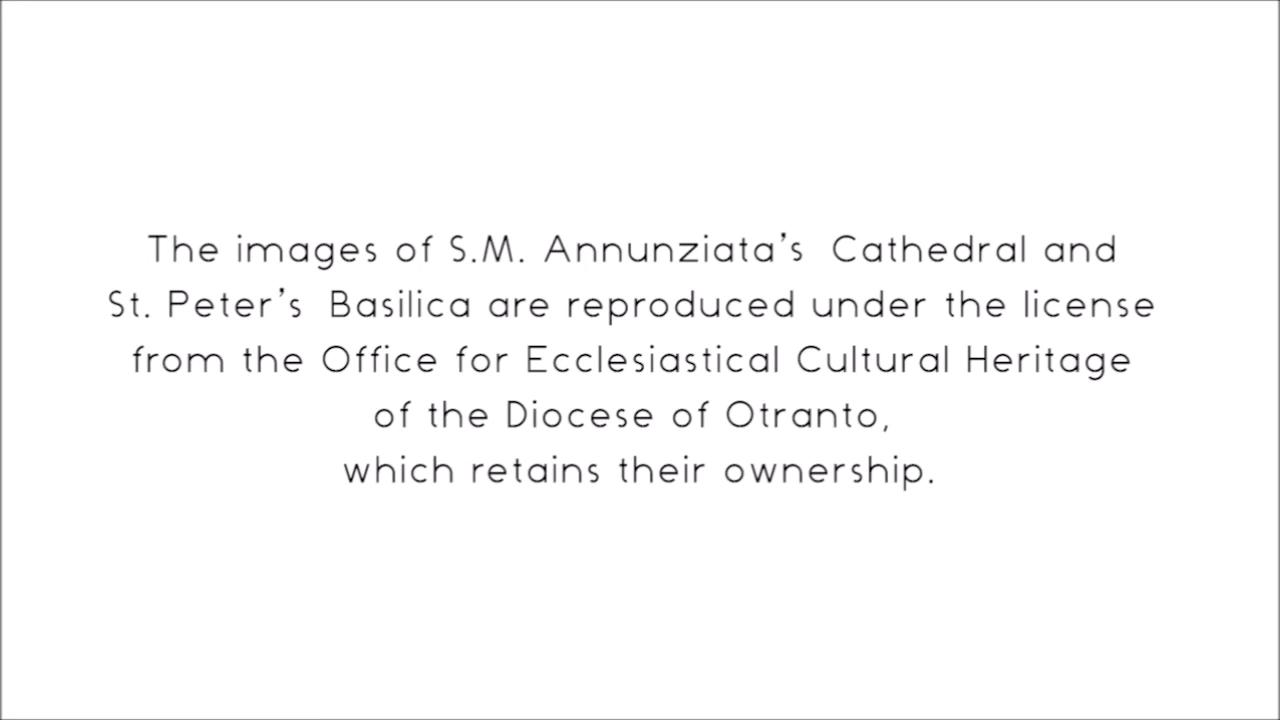 The images of S.M. Annunziata's Cathedral and
St. Peter's Basilica are reproduced under the license
from the Office for Ecclesiastical Cultural Heritage
of the Diocese of Otranto,
which retains their ownership.